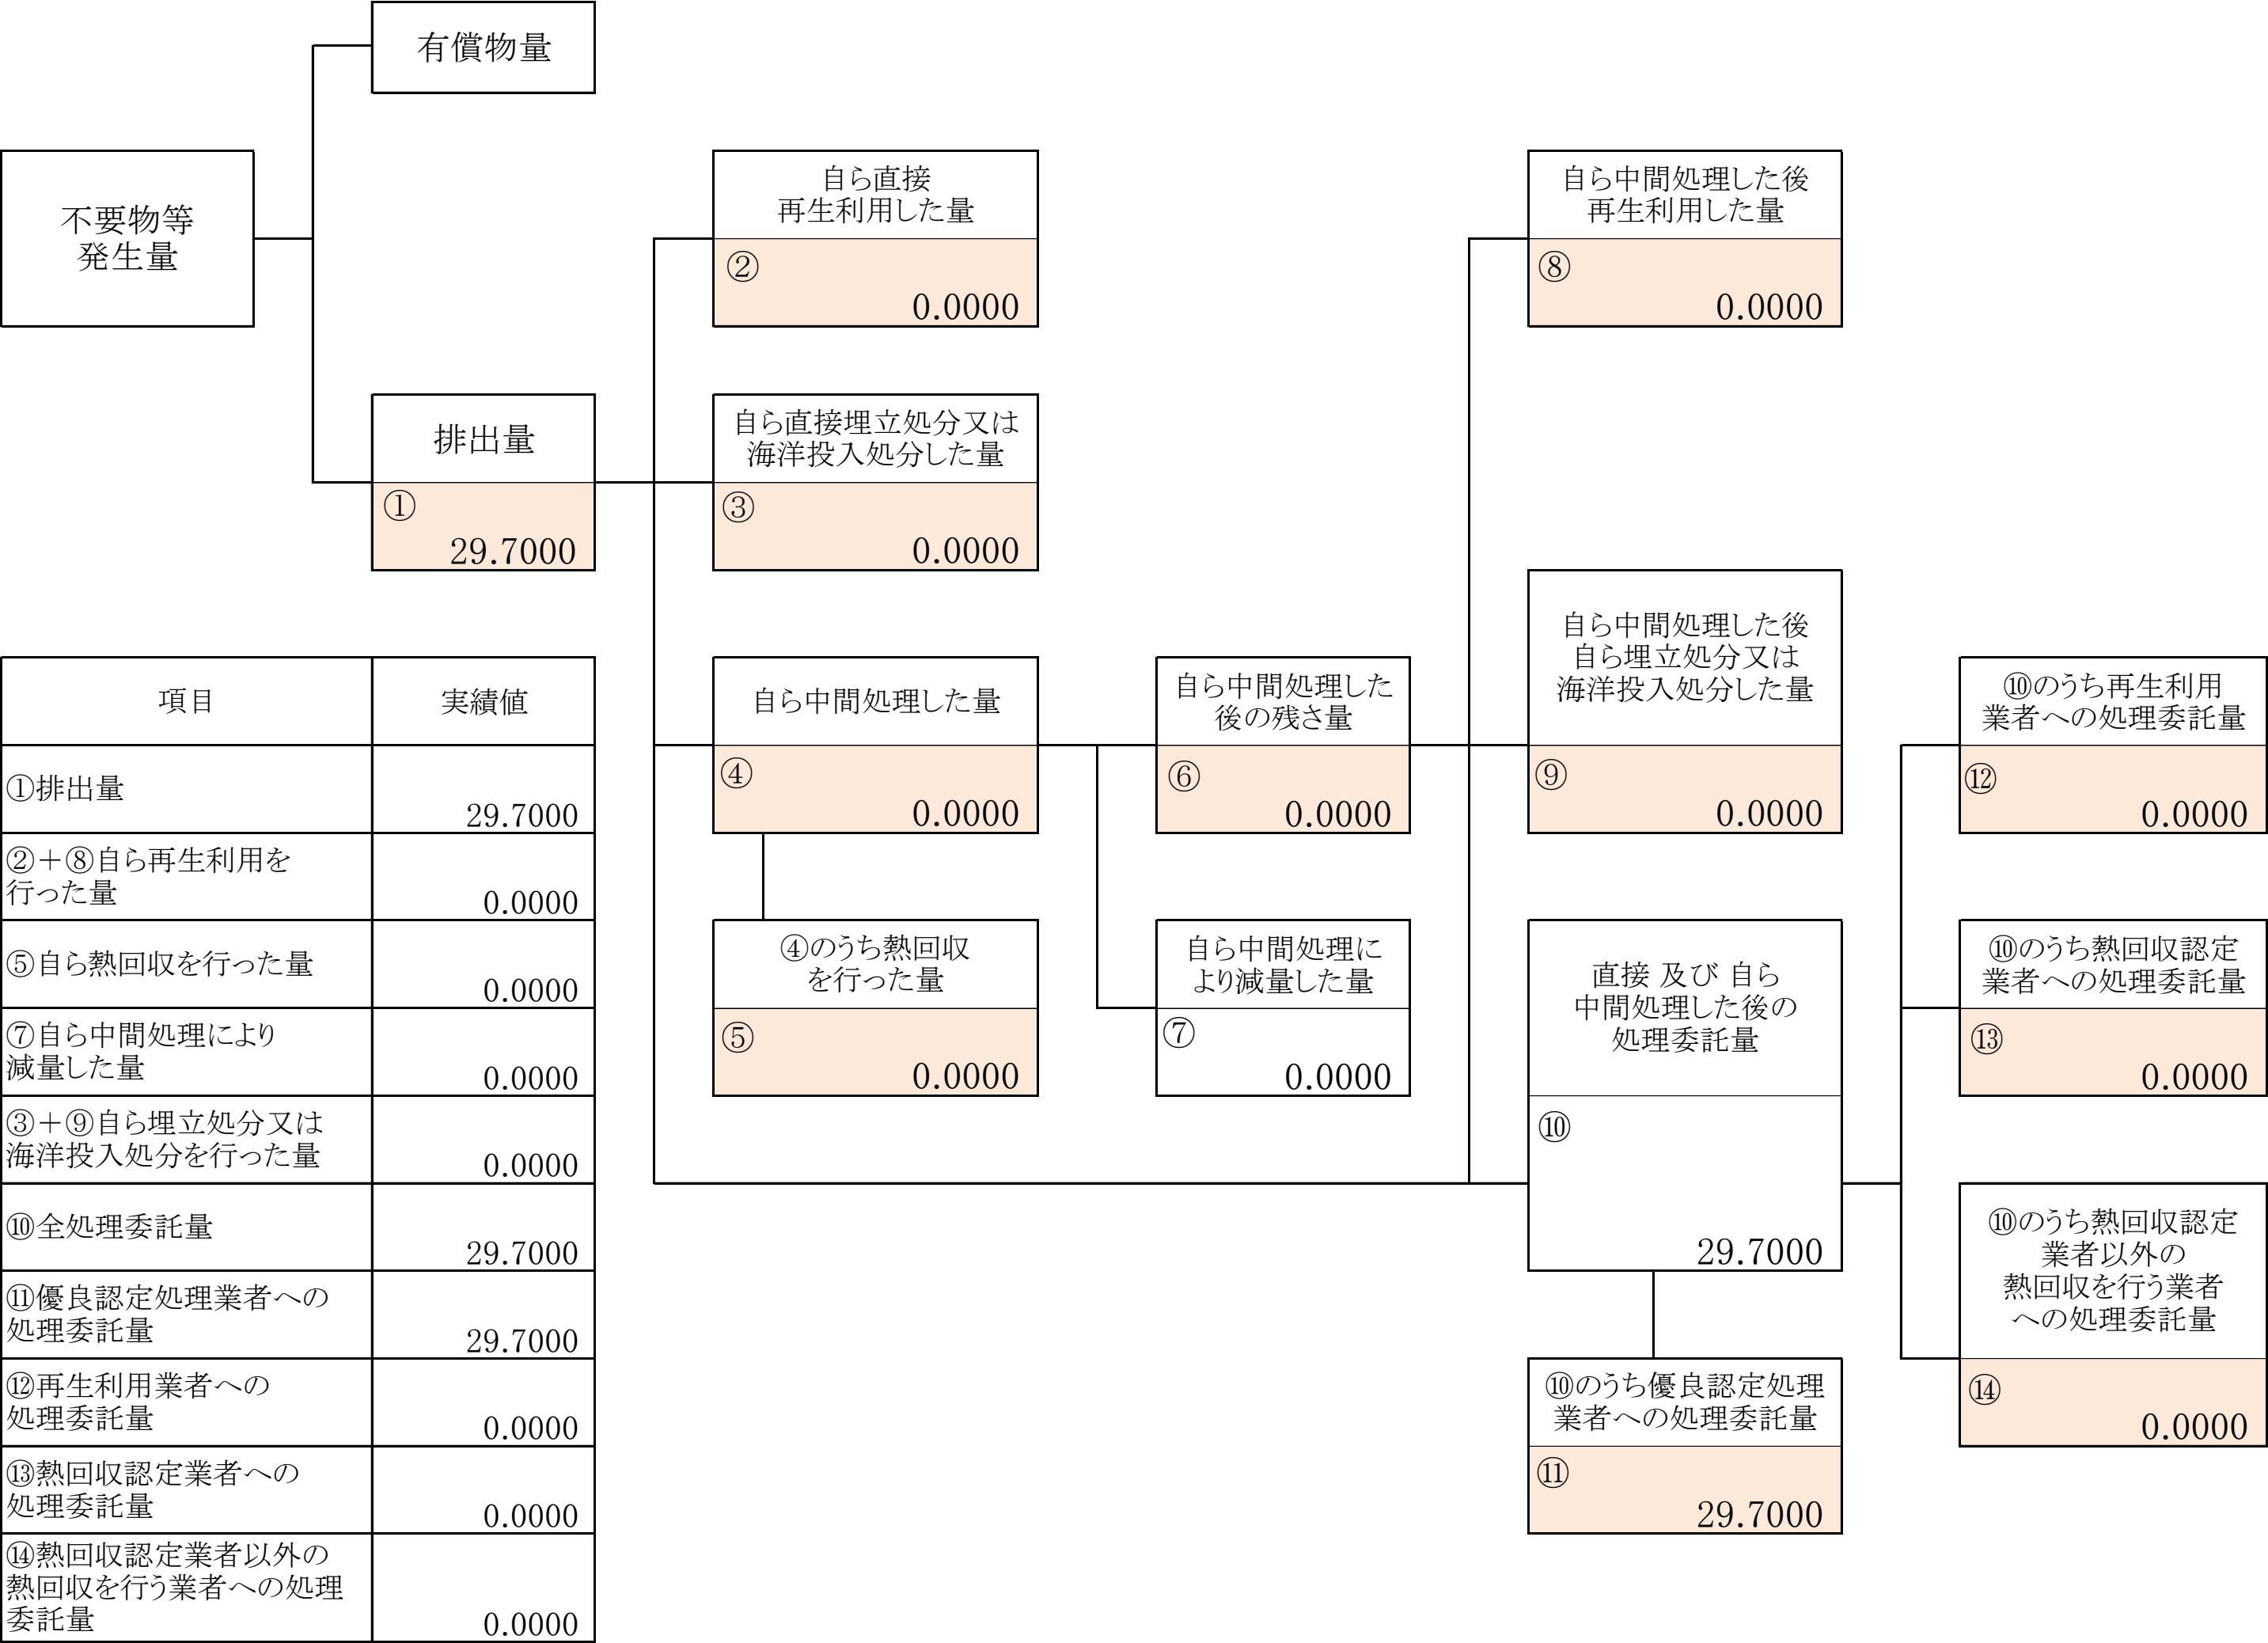 有償物量
不要物等
発生量
自ら直接
再生利用した量
②
0.0000
自ら中間処理した後
再生利用した量
⑧
0.0000
排出量
①
29.7000
自ら直接埋立処分又は
海洋投入処分した量
③
0.0000
自ら中間処理した量
④
0.0000
自ら中間処理した
後の残さ量
⑥
0.0000
自ら中間処理した後
自ら埋立処分又は
海洋投入処分した量
⑨
0.0000
⑩のうち再生利用
業者への処理委託量
⑫
0.0000
④のうち熱回収
を行った量
⑤
0.0000
自ら中間処理に
より減量した量
⑦
0.0000
直接 及び 自ら
中間処理した後の
処理委託量
⑩
29.7000
⑩のうち熱回収認定
業者への処理委託量
⑬
0.0000
⑩のうち熱回収認定
業者以外の
熱回収を行う業者
への処理委託量
⑭
0.0000
⑩のうち優良認定処理
業者への処理委託量
⑪
29.7000
項目 実績値
①排出量
29.7000
②+⑧自ら再生利用を
行った量
0.0000
⑤自ら熱回収を行った量
0.0000
⑦自ら中間処理により
減量した量
0.0000
③+⑨自ら埋立処分又は
海洋投入処分を行った量
0.0000
⑩全処理委託量
29.7000
⑪優良認定処理業者への
処理委託量
29.7000
⑫再生利用業者への
処理委託量
0.0000
⑬熱回収認定業者への
処理委託量
0.0000
⑭熱回収認定業者以外の
熱回収を行う業者への処理
委託量
0.0000